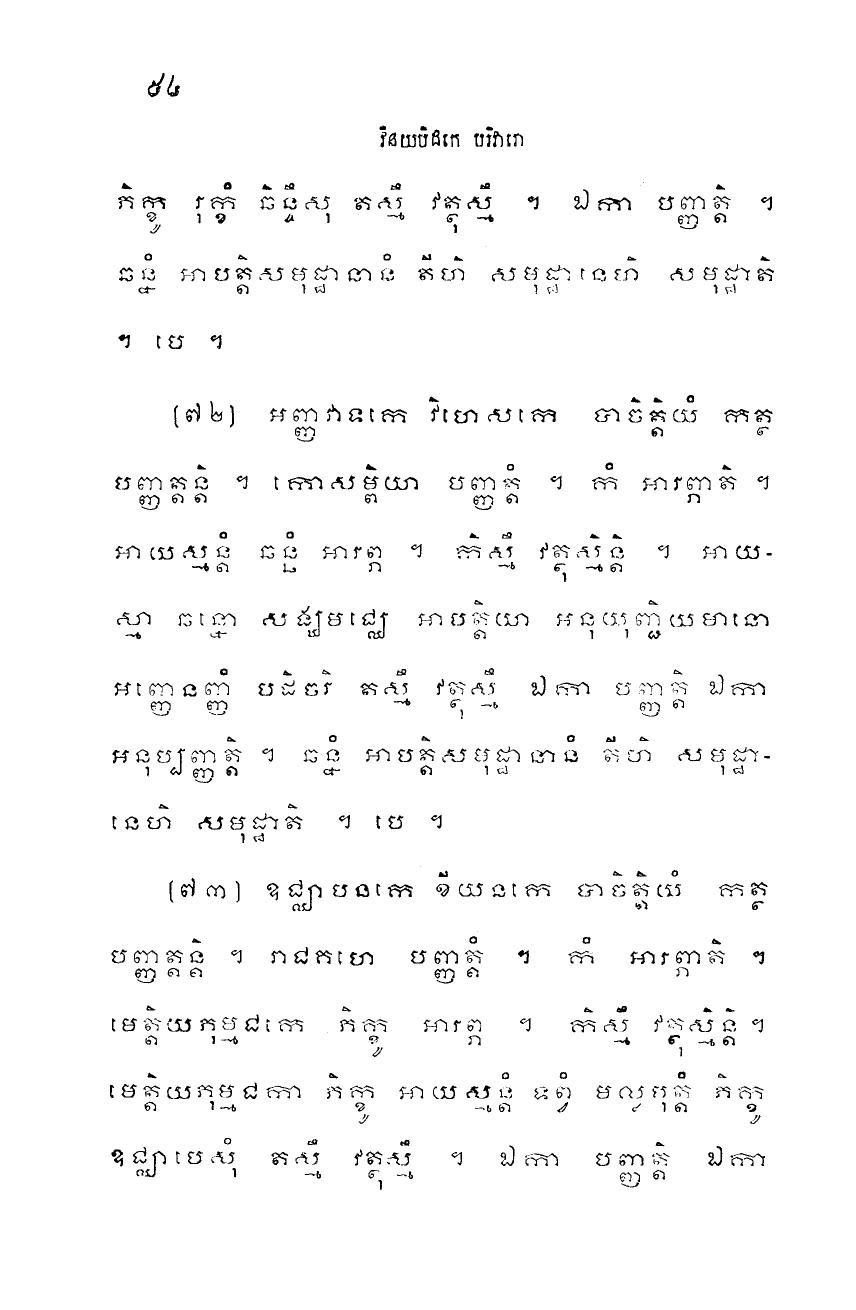 ៥៤
វិនយបិដកេ បរិវារោ
ភិក្ខូ រុក្ខំ ឆិន្ទឹសុ តស្មឹ វត្ថុស្មឹ ។ ឯកា បញ្ញត្តិ ។
ឆន្នំ អាបត្តិសមុដ្ឋានានំ តីហិ សមុដ្ឋានេហិ សមុដ្ឋាតិ
។ បេ ។
(៧២) អញ្ញវាទកេ វិហេសកេ បាចិត្តិយំ កត្ថ
បញ្ញត្តន្តិ ។ កោសម្ពិយា បញ្ញត្តំ ។ កំ អារព្ភាតិ ។
អាយស្មន្តំ ឆន្នំ អារព្ភ ។ កិស្មឹ វត្ថុស្មិន្តិ ។ អាយ-
ស្មា ឆន្នោ សង្ឃមជ្ឈេ អាបត្តិយា អនុយុញ្ជិយមានោ
អញ្ញេនញ្ញំ បដិចរិ តស្មឹ វត្ថុស្មឹ ឯកា បញ្ញត្តិ ឯកា
អនុប្បញ្ញត្តិ ។ ឆន្នំ អាបត្តិសមុដ្ឋានានំ តីហិ សមុដ្ឋា-
នេហិ សមុដ្ឋាតិ ។ បេ ។
(៧៣) ឧជ្ឈាបនកេ ខីយនកេ បាចិត្តិយំ កត្ថ
បញ្ញត្តន្តិ ។ រាជគហេ បញ្ញត្តំ ។ កំ អារព្ភាតិ ។
មេត្តិយភុម្មជកេ ភិក្ខូ អារព្ភ ។ កិស្មឹ វត្ថុស្មិន្តិ ។
មេត្តិយភុម្មជកា ភិក្ខូ អាយស្មន្តំ ទព្វំ មល្លបុត្តំ ភិក្ខូ
ឧជ្ឈាបេសុំ តស្មឹ វត្ថុស្មឹ ។ ឯកា បញ្ញត្តិ ឯកា